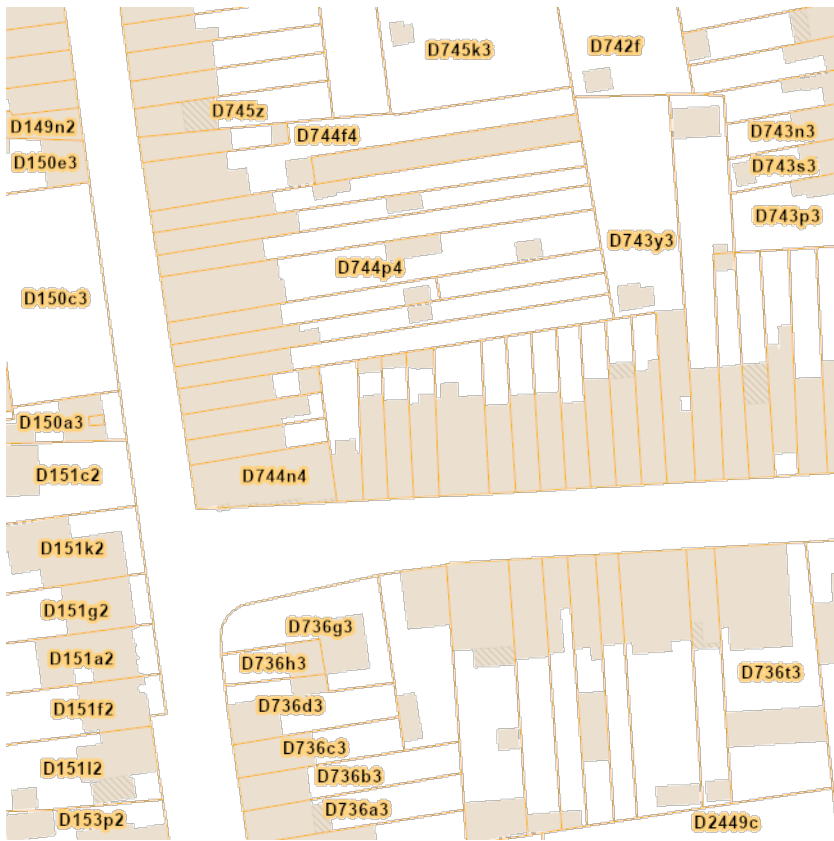 D745k3
D742f
D745z
D149n2
D744f4
D743n3
D150e3
D743s3
D743p3
D743y3
D744p4
D150c3
D150a3
D151c2
D744n4
D151k2
D151g2
D736g3
D151a2
D736h3
D736t3
D151f2
D736d3
D736c3
D151l2
D736b3
D736a3
D153p2
D2449c